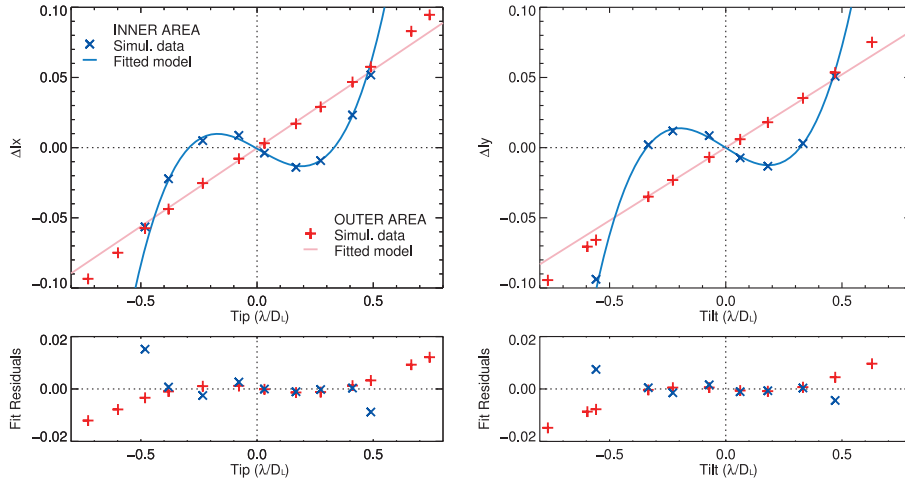 0.10
0.05
0.00
−0.05
−0.10
ΔIx
INNER AREA
Simul. data
Fitted model
OUTER AREA
Simul. data
Fitted model
−0.5 0.0 0.5
Tip (λ/DL)
0.10
0.05
0.00
−0.05
−0.10
ΔIy
−0.5 0.0 0.5
Tilt (λ/DL)
0.02
0.00
−0.02
Fit Residuals
−0.5 0.0 0.5
Tip (λ/DL)
0.02
0.00
−0.02
Fit Residuals
−0.5 0.0 0.5
Tilt (λ/DL)